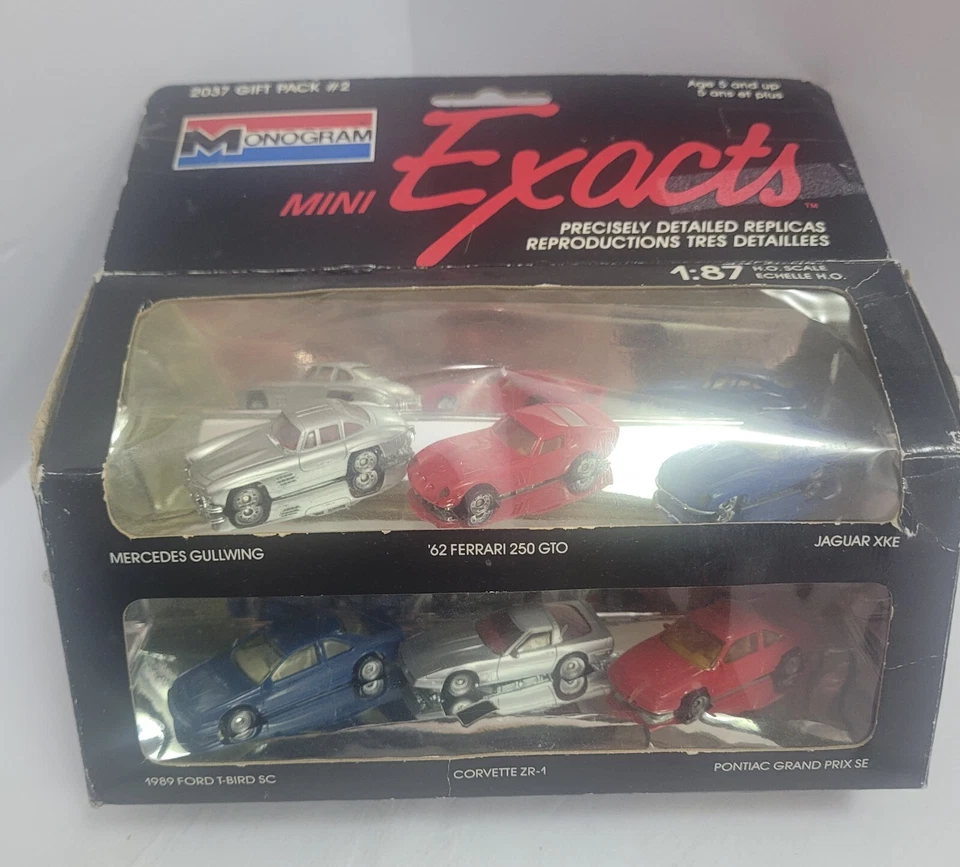 2037 GIFT PACK #2
Age 5 and up
5 ans et plus
MONOGRAM
MINI Exacts™
PRECISELY DETAILED REPLICAS
REPRODUCTIONS TRES DETAILLEES
1:87 H.O. SCALE
ECHELLE H.O.
MERCEDES GULLWING
'62 FERRARI 250 GTO
JAGUAR XKE
1989 FORD T-BIRD SC
CORVETTE ZR-1
PONTIAC GRAND PRIX SE